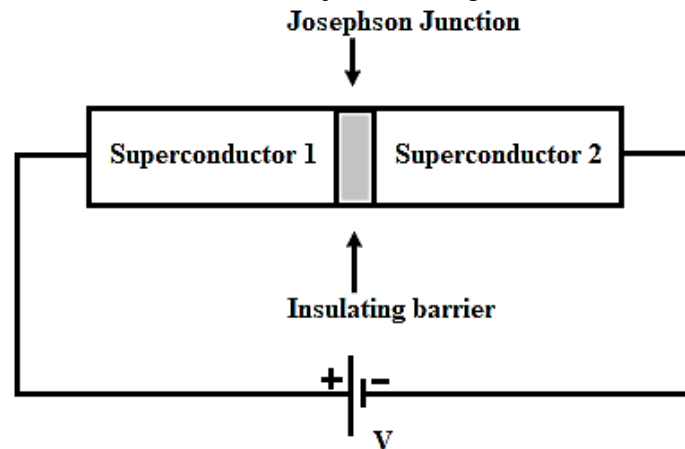 Josephson Junction
Superconductor 1 Superconductor 2
Insulating barrier
+ −
V